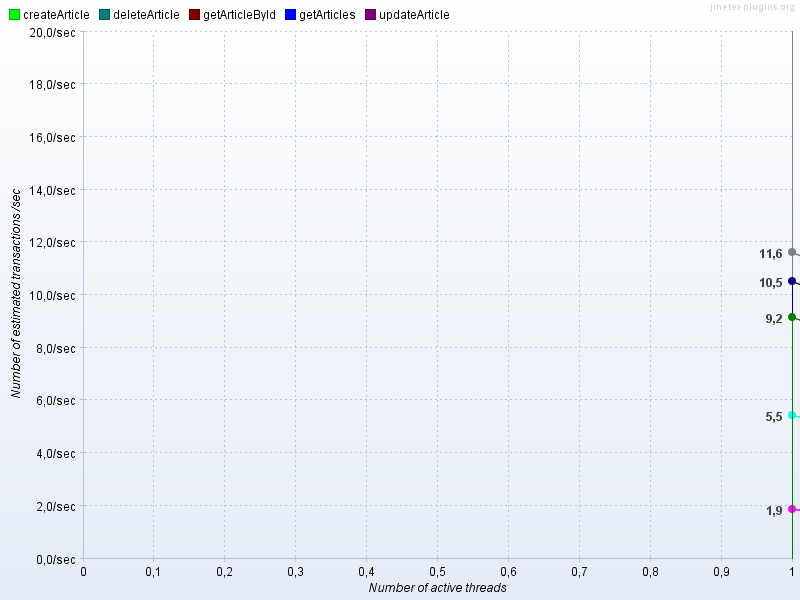 jmeter-plugins.org
createArticle deleteArticle getArticleById getArticles updateArticle
20,0/sec
18,0/sec
16,0/sec
14,0/sec
12,0/sec
10,0/sec
8,0/sec
6,0/sec
4,0/sec
2,0/sec
0,0/sec
Number of estimated transactions /sec
11,6
10,5
9,2
5,5
1,9
0 0,1 0,2 0,3 0,4 0,5 0,6 0,7 0,8 0,9 1
Number of active threads